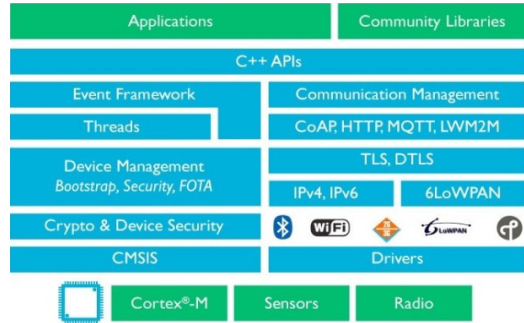 Applications
Community Libraries
C++ APIs
Event Framework
Communication Management
Threads
CoAP, HTTP, MQTT, LWM2M
Device Management
Bootstrap, Security, FOTA
TLS, DTLS
IPv4, IPv6
6LoWPAN
Crypto & Device Security
WiFi
6LoWPAN
CMSIS
Drivers
Cortex®-M
Sensors
Radio